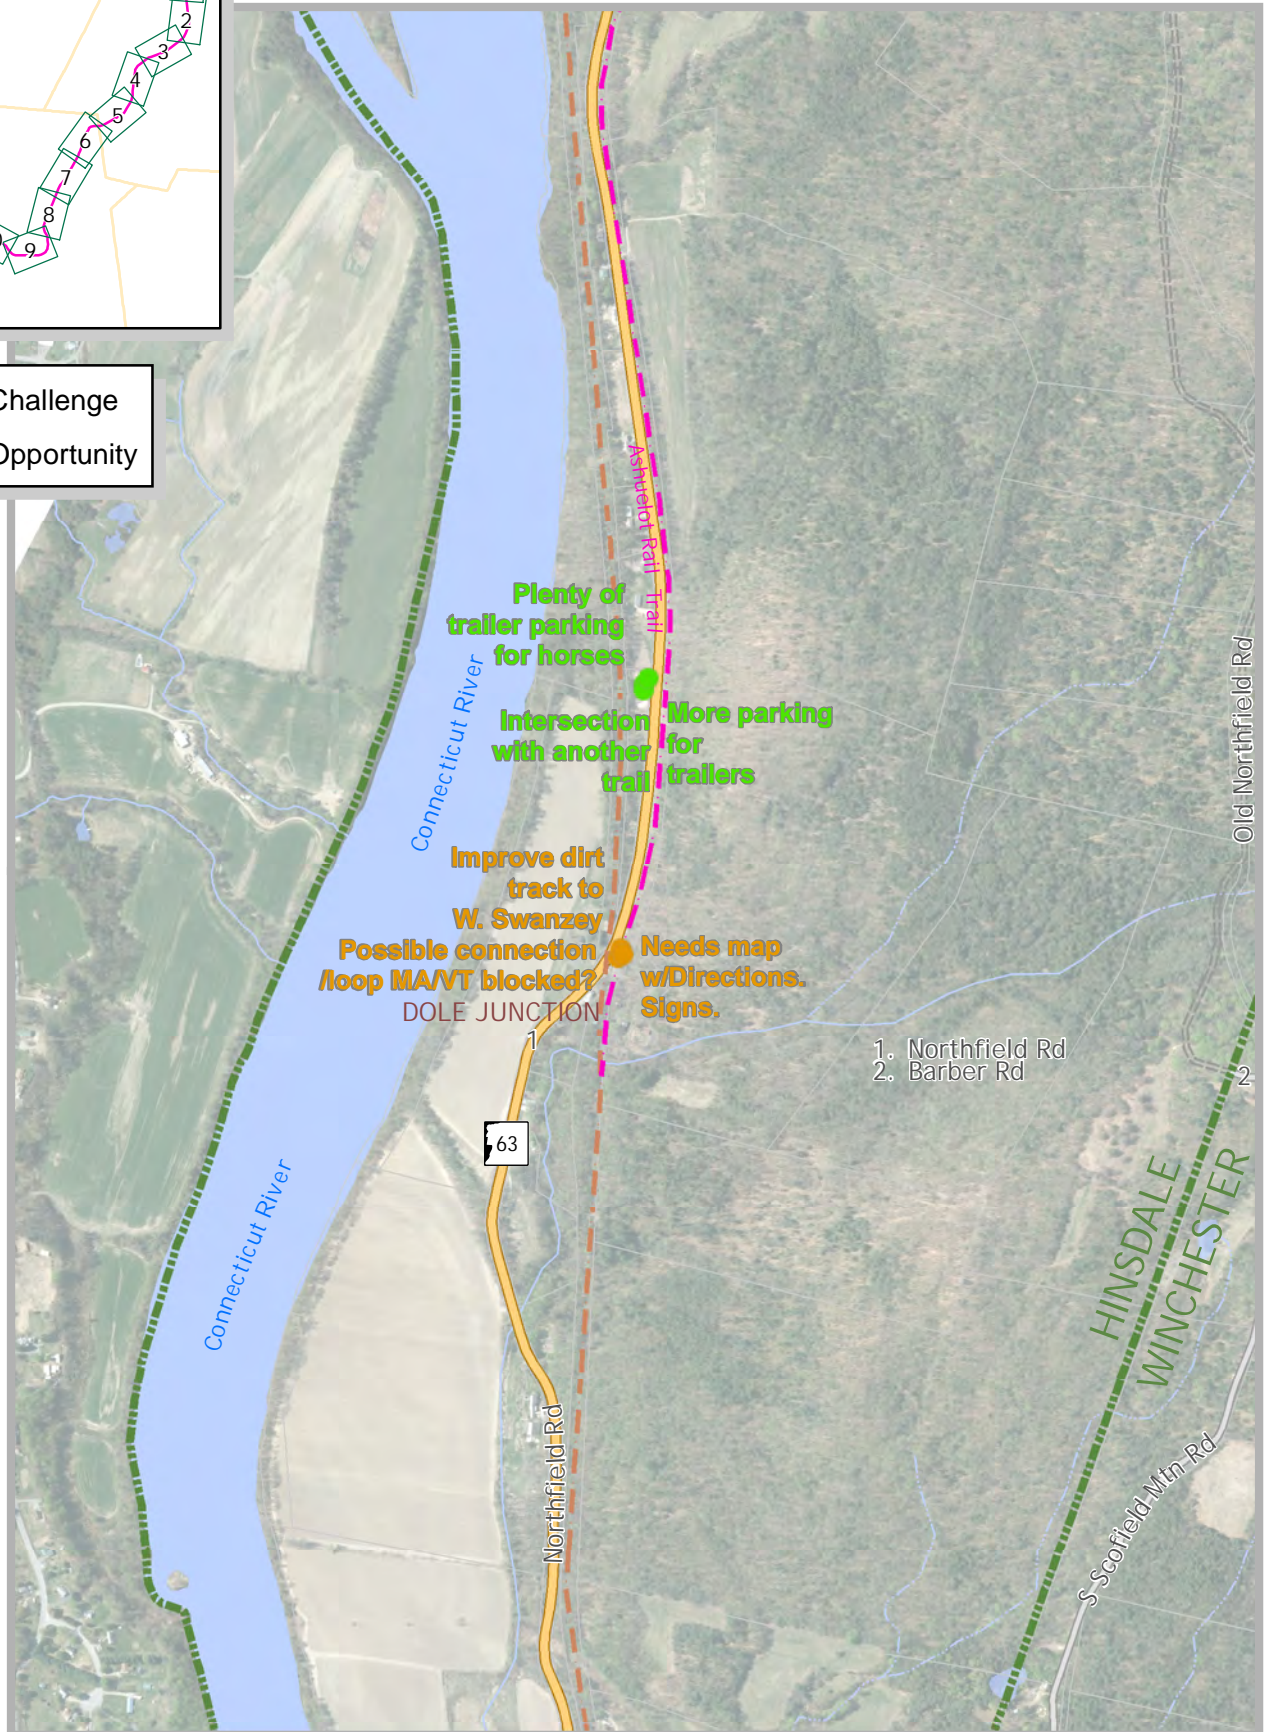 2
3
4
5
6
7
8
9
Challenge
Opportunity
Ashuelot Rail Trail
Plenty of
trailer parking
for horses
Connecticut River
Intersection
with another
trail
More parking
for
trailers
Old Northfield Rd
Improve dirt
track to
W. Swanzey
Possible connection
/loop MA/VT blocked?
Needs map
w/Directions.
Signs.
DOLE JUNCTION
1
1. Northfield Rd
2. Barber Rd
2
63
HINSDALE
WINCHESTER
Connecticut River
Northfield Rd
S Scofield Mtn Rd